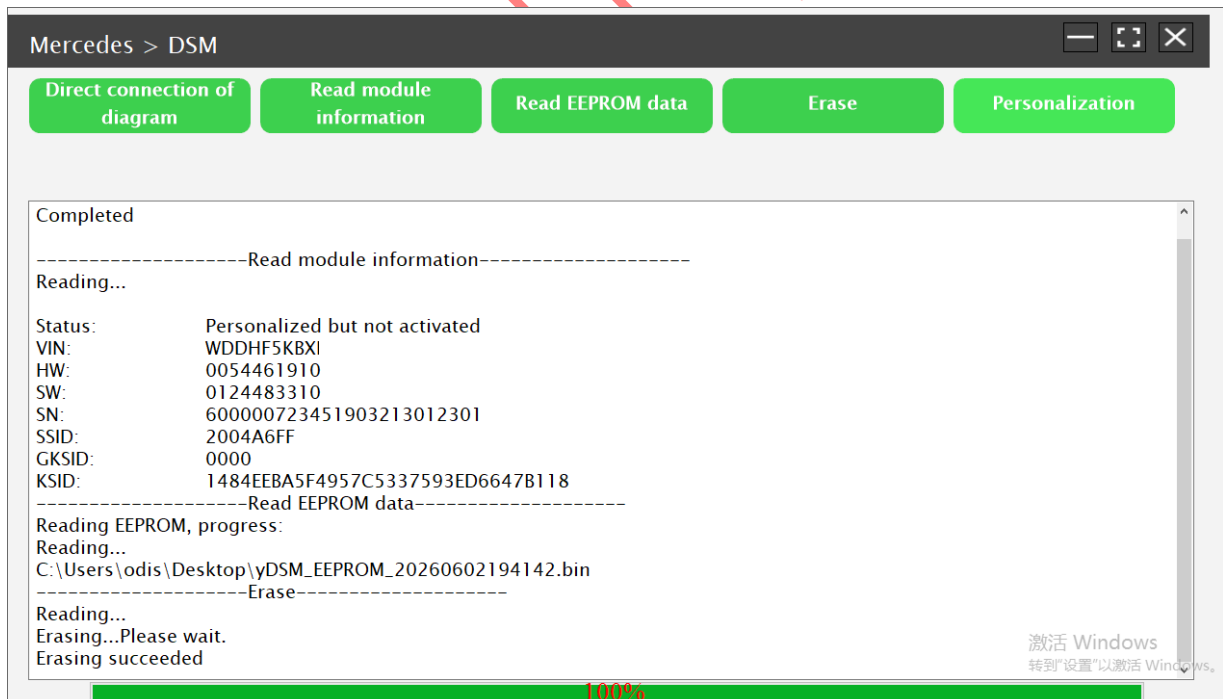 Mercedes > DSM
Direct connection of
diagram
Read module
information
Read EEPROM data
Erase
Personalization
Completed
--------------------Read module information--------------------
Reading...
Status: Personalized but not activated
VIN: WDDHF5KBX
HW: 0054461910
SW: 0124483310
SN: 600000723451903213012301
SSID: 2004A6FF
GKSID: 0000
KSID: 1484EEBA5F4957C5337593ED6647B118
--------------------Read EEPROM data--------------------
Reading EEPROM, progress:
Reading...
C:\Users\odis\Desktop\yDSM_EEPROM_20260602194142.bin
--------------------Erase--------------------
Reading...
Erasing...Please wait.
Erasing succeeded
激活 Windows
转到"设置"以激活 Windows。
100%